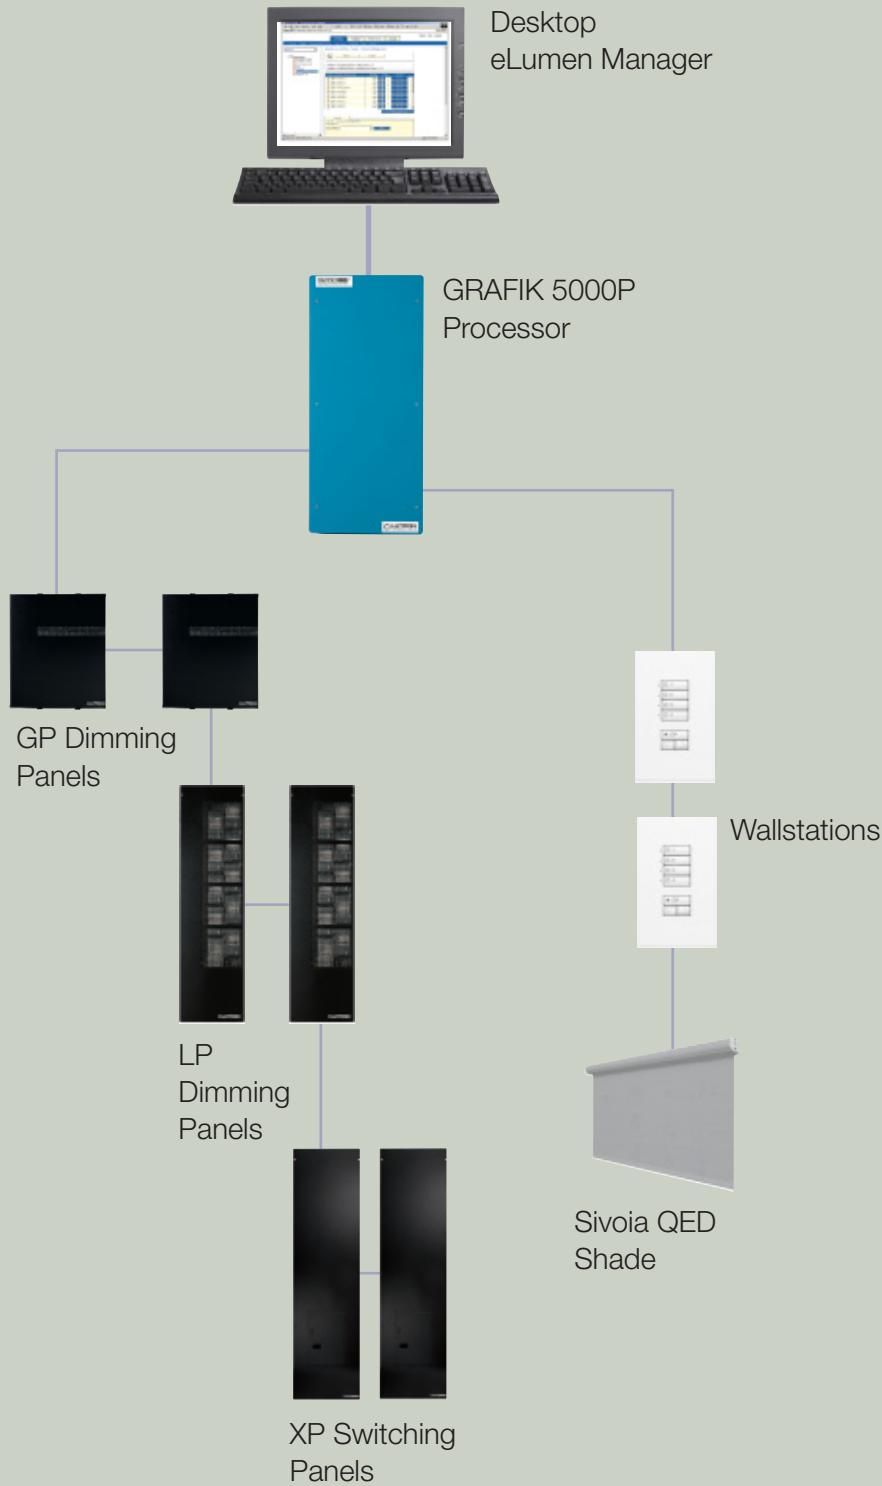 Desktop
eLumen Manager
GRAFIK 5000P
Processor
LUTRON
GP Dimming
Panels
Wallstations
LP
Dimming
Panels
Sivoia QED
Shade
XP Switching
Panels